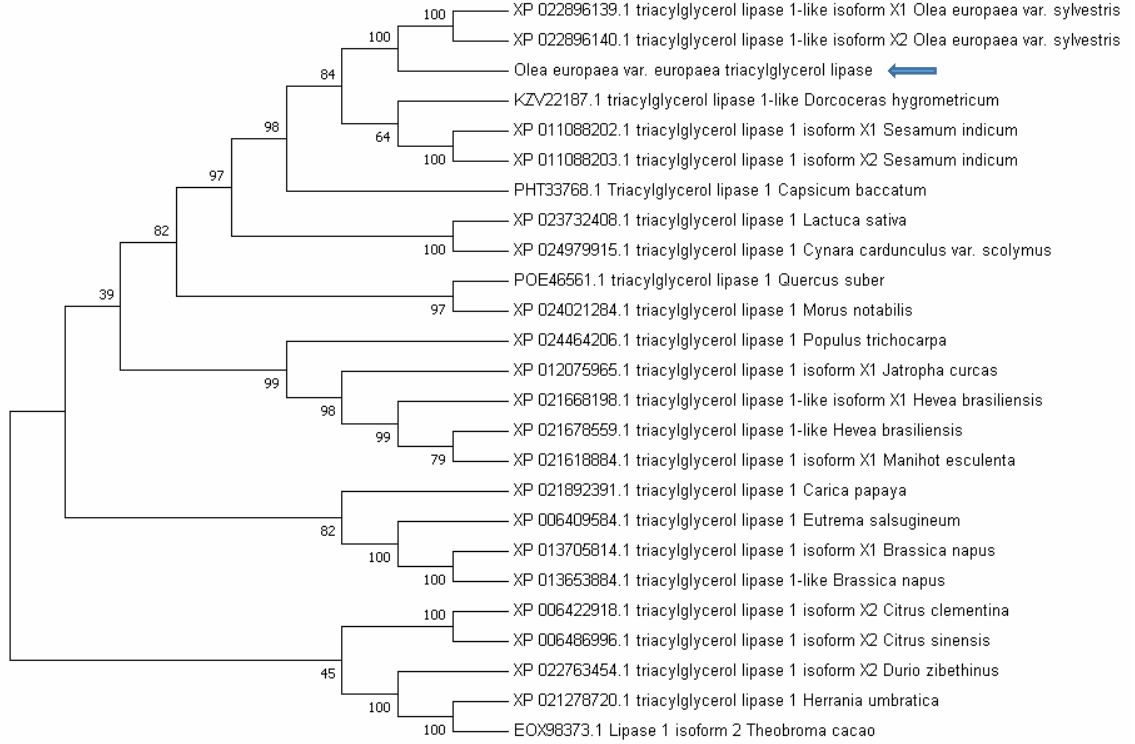 100
XP 022896139.1 triacylglycerol lipase 1-like isoform X1 Olea europaea var. sylvestris
100
XP 022896140.1 triacylglycerol lipase 1-like isoform X2 Olea europaea var. sylvestris
84
Olea europaea var. europaea triacylglycerol lipase
KZV22187.1 triacylglycerol lipase 1-like Dorcoceras hygrometricum
98
64
XP 011088202.1 triacylglycerol lipase 1 isoform X1 Sesamum indicum
100
XP 011088203.1 triacylglycerol lipase 1 isoform X2 Sesamum indicum
97
PHT33768.1 Triacylglycerol lipase 1 Capsicum baccatum
82
XP 023732408.1 triacylglycerol lipase 1 Lactuca sativa
100
XP 024979915.1 triacylglycerol lipase 1 Cynara cardunculus var. scolymus
39
POE46561.1 triacylglycerol lipase 1 Quercus suber
97
XP 024021284.1 triacylglycerol lipase 1 Morus notabilis
XP 024464206.1 triacylglycerol lipase 1 Populus trichocarpa
99
XP 012075965.1 triacylglycerol lipase 1 isoform X1 Jatropha curcas
98
XP 021668198.1 triacylglycerol lipase 1-like isoform X1 Hevea brasiliensis
99
XP 021678559.1 triacylglycerol lipase 1-like Hevea brasiliensis
79
XP 021618884.1 triacylglycerol lipase 1 isoform X1 Manihot esculenta
XP 021892391.1 triacylglycerol lipase 1 Carica papaya
82
XP 006409584.1 triacylglycerol lipase 1 Eutrema salsugineum
100
XP 013705814.1 triacylglycerol lipase 1 isoform X1 Brassica napus
100
XP 013653884.1 triacylglycerol lipase 1-like Brassica napus
100
XP 006422918.1 triacylglycerol lipase 1 isoform X2 Citrus clementina
XP 006486996.1 triacylglycerol lipase 1 isoform X2 Citrus sinensis
45
XP 022763454.1 triacylglycerol lipase 1 isoform X2 Durio zibethinus
100
XP 021278720.1 triacylglycerol lipase 1 Herrania umbratica
100
EOX98373.1 Lipase 1 isoform 2 Theobroma cacao